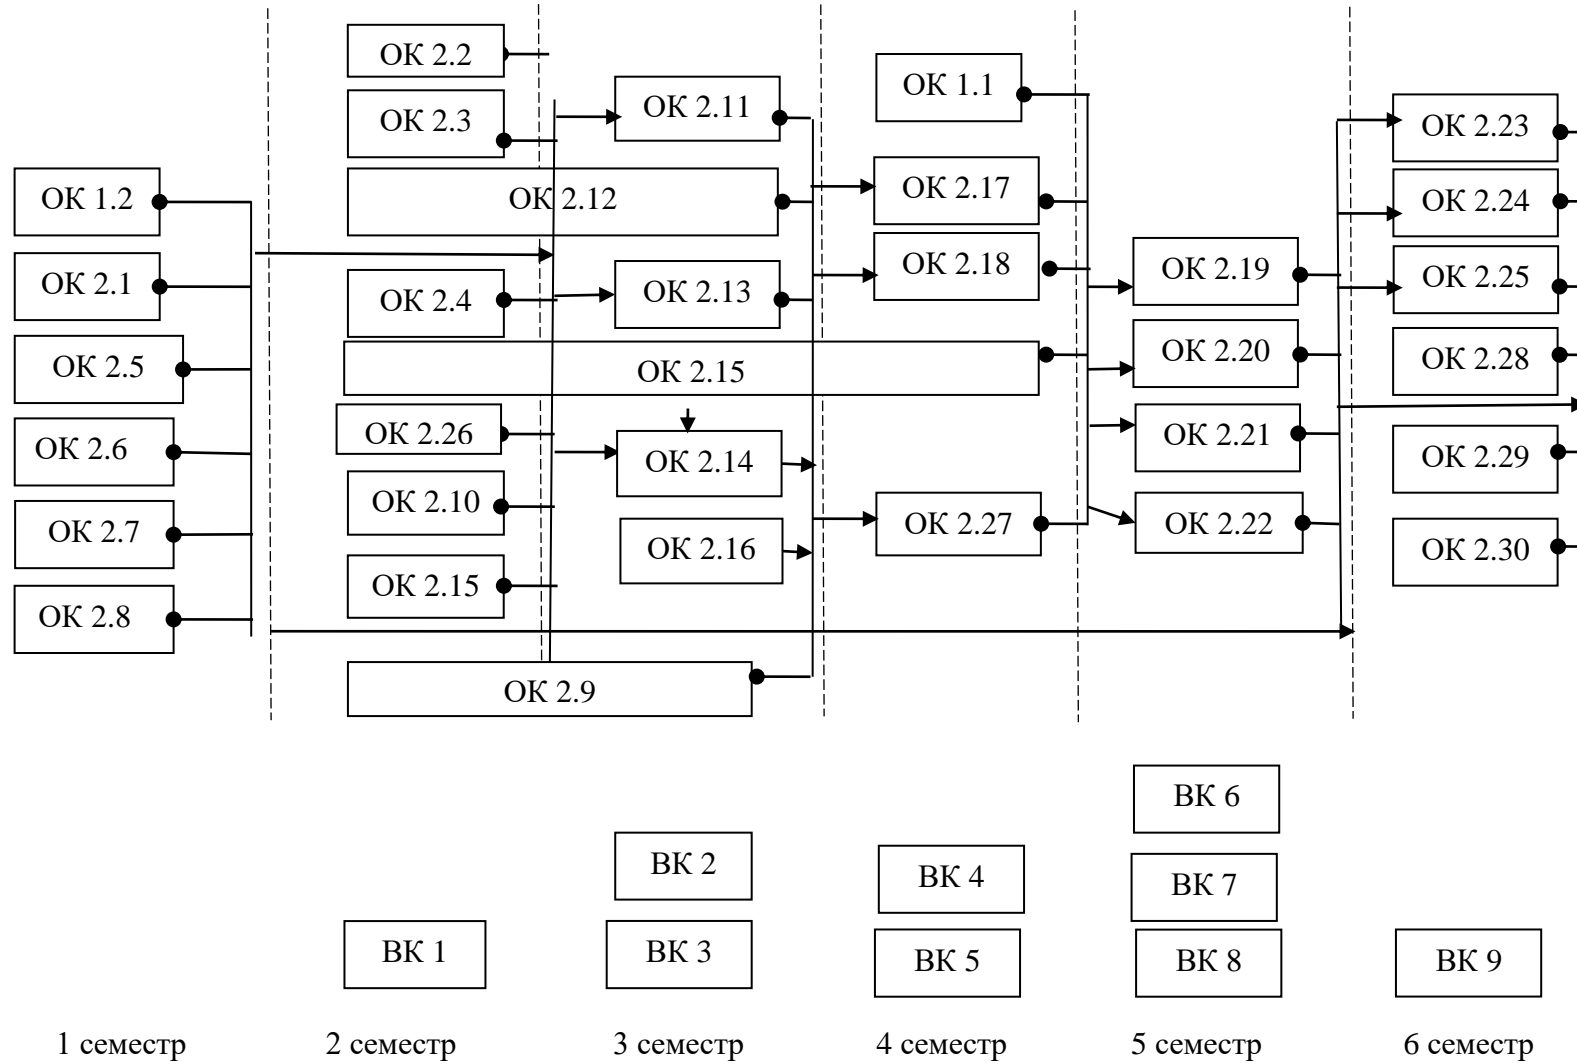 ОК 1.2
ОК 2.1
ОК 2.5
ОК 2.6
ОК 2.7
ОК 2.8
ОК 2.2
ОК 2.3
ОК 2.12
ОК 2.4
ОК 2.15
ОК 2.26
ОК 2.10
ОК 2.15
ОК 2.9
ОК 2.11
ОК 2.13
ОК 2.14
ОК 2.16
ОК 1.1
ОК 2.17
ОК 2.18
ОК 2.27
ОК 2.19
ОК 2.20
ОК 2.21
ОК 2.22
ОК 2.23
ОК 2.24
ОК 2.25
ОК 2.28
ОК 2.29
ОК 2.30
ВК 1
ВК 2
ВК 3
ВК 4
ВК 5
ВК 6
ВК 7
ВК 8
ВК 9
1 семестр
2 семестр
3 семестр
4 семестр
5 семестр
6 семестр